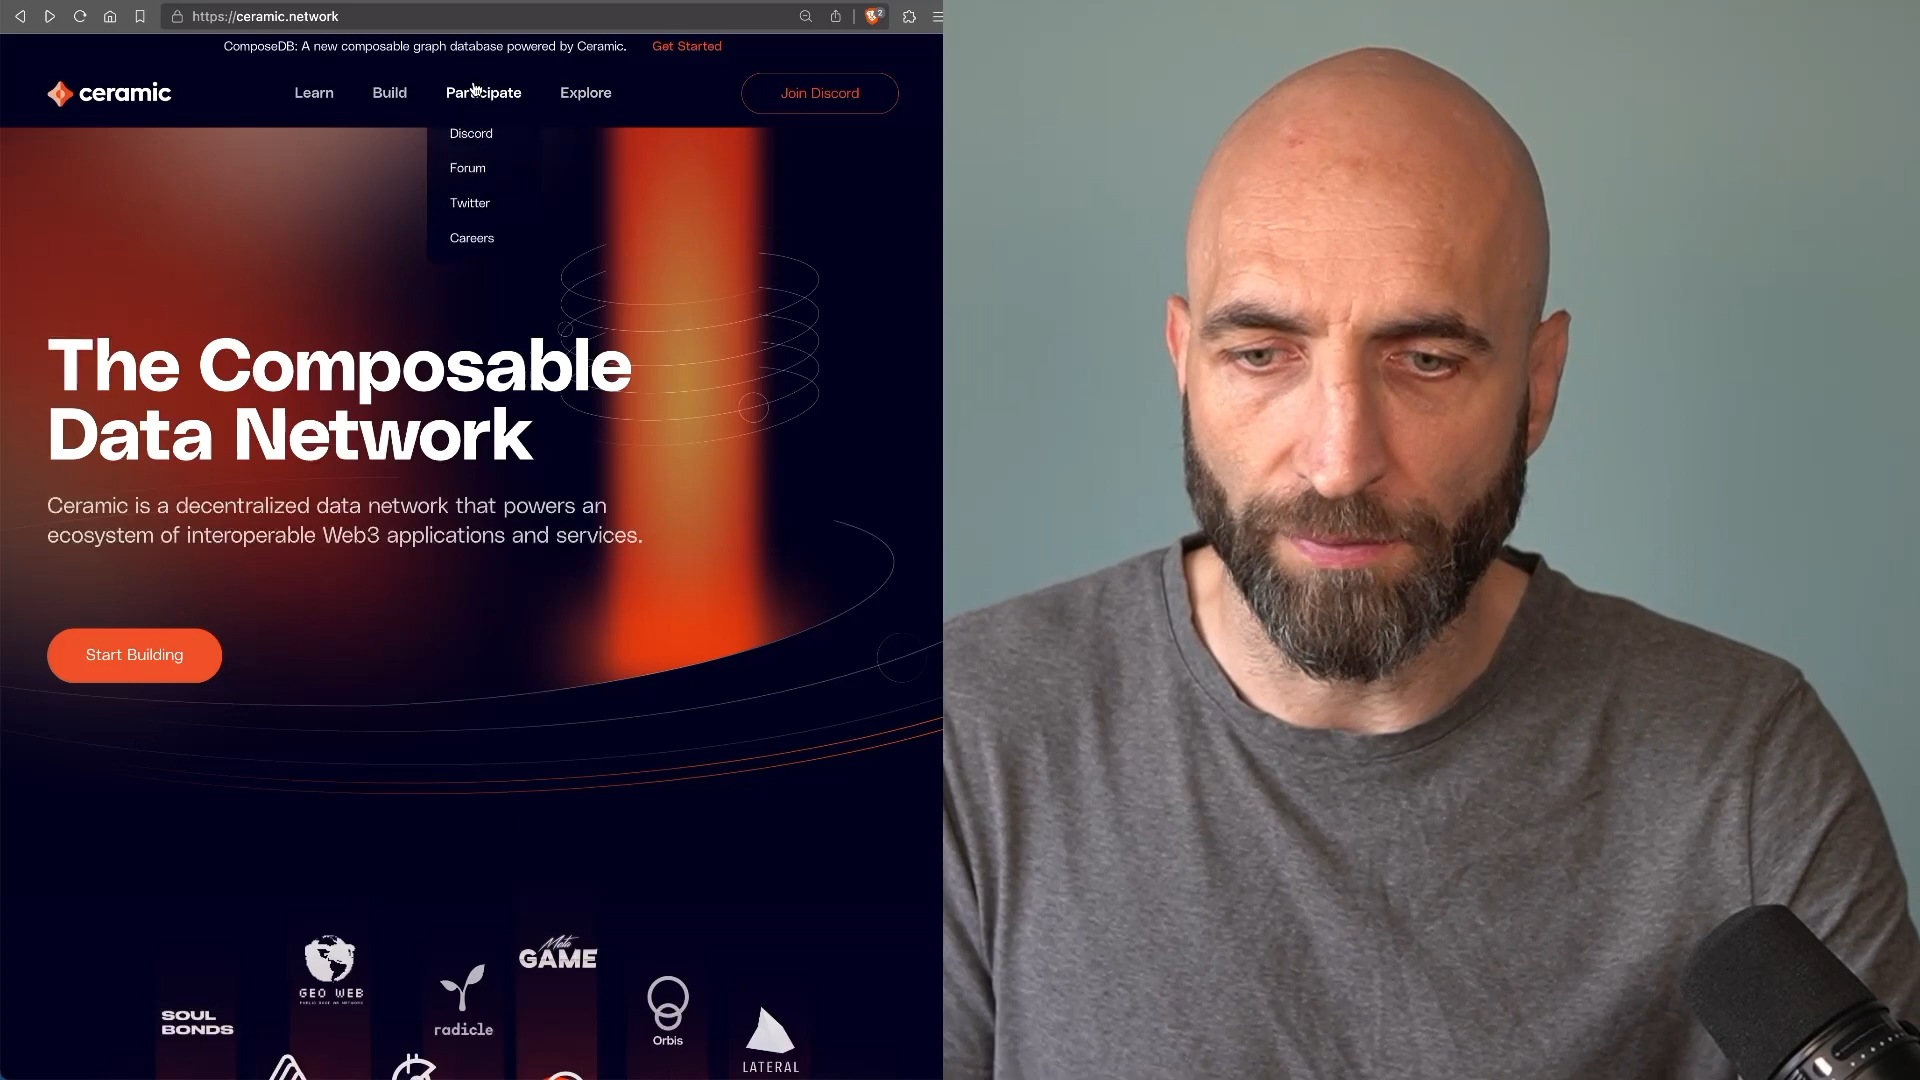 https://ceramic.network
2
ComposeDB: A new composable graph database powered by Ceramic. Get Started
ceramic
Learn
Build
Participate
Explore
Join Discord
Discord
Forum
Twitter
Careers
The Composable
Data Network
Ceramic is a decentralized data network that powers an
ecosystem of interoperable Web3 applications and services.
Start Building
Meta
GAME
GEO WEB
SOUL
BONDS
radicle
Orbis
LATERAL